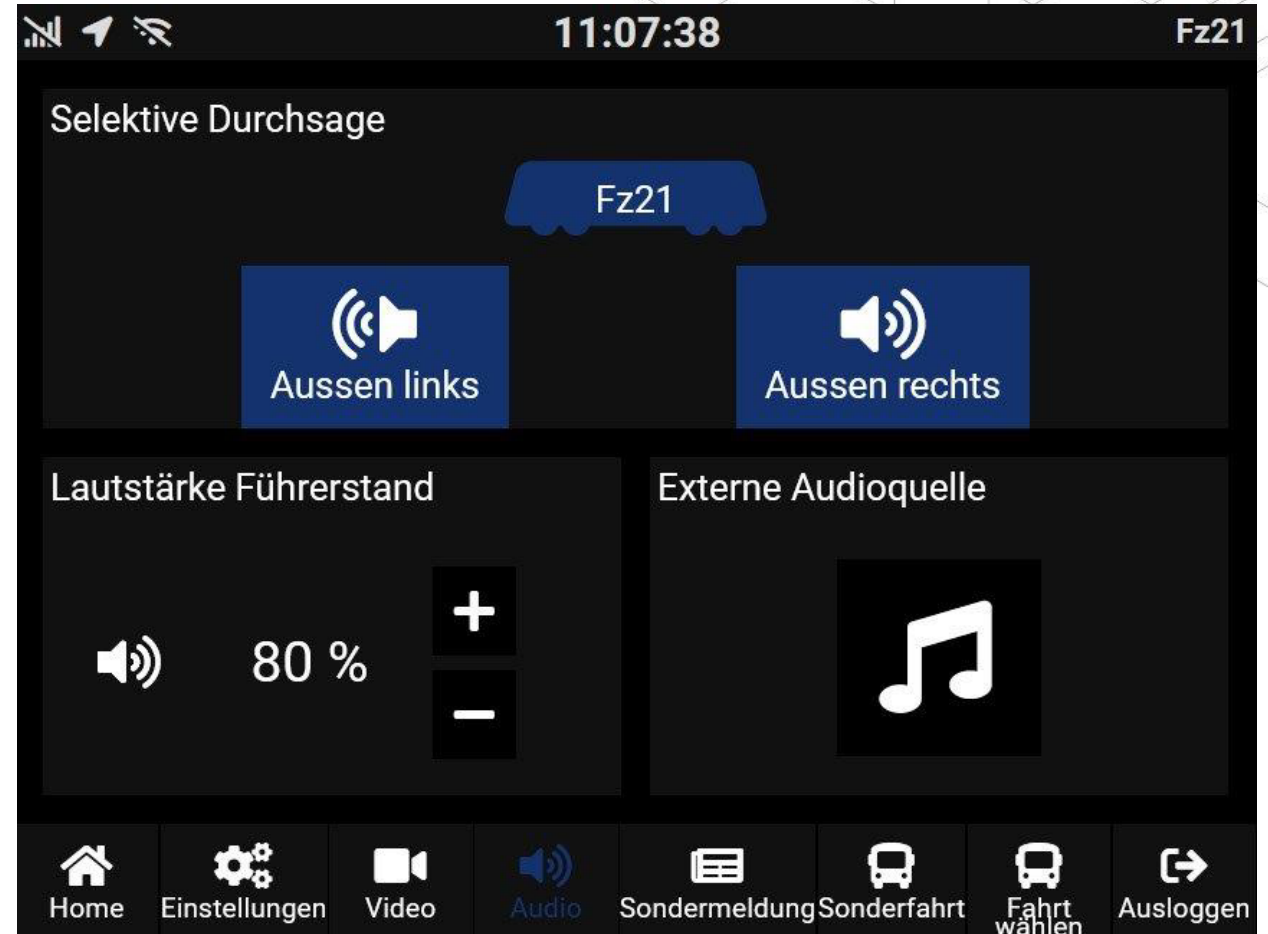 11:07:38
Fz21
Selektive Durchsage
Fz21
Aussen links
Aussen rechts
Lautstärke Führerstand
Externe Audioquelle
80 %
Home
Einstellungen
Video
Audio
Sondermeldung
Sonderfahrt
Fahrt
wählen
Ausloggen